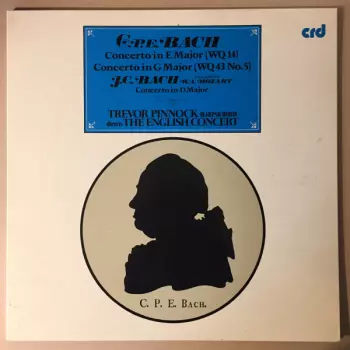 crd
C.P.E. BACH
Concerto in E Major (WQ 14)
Concerto in G Major (WQ 43 No. 5)
J.C. BACH W.A. MOZART
Concerto in D Major
TREVOR PINNOCK
THE ENGLISH CONCERT
C. P. E. BACH.